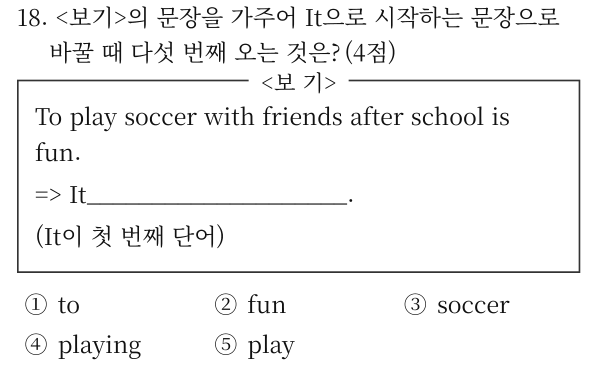 18. <보기>의 문장을 가주어 It으로 시작하는 문장으로
바꿀 때 다섯 번째 오는 것은? (4점)
<보 기>
To play soccer with friends after school is
fun.
=> It____________________.
(It이 첫 번째 단어)
① to ② fun ③ soccer
④ playing ⑤ play